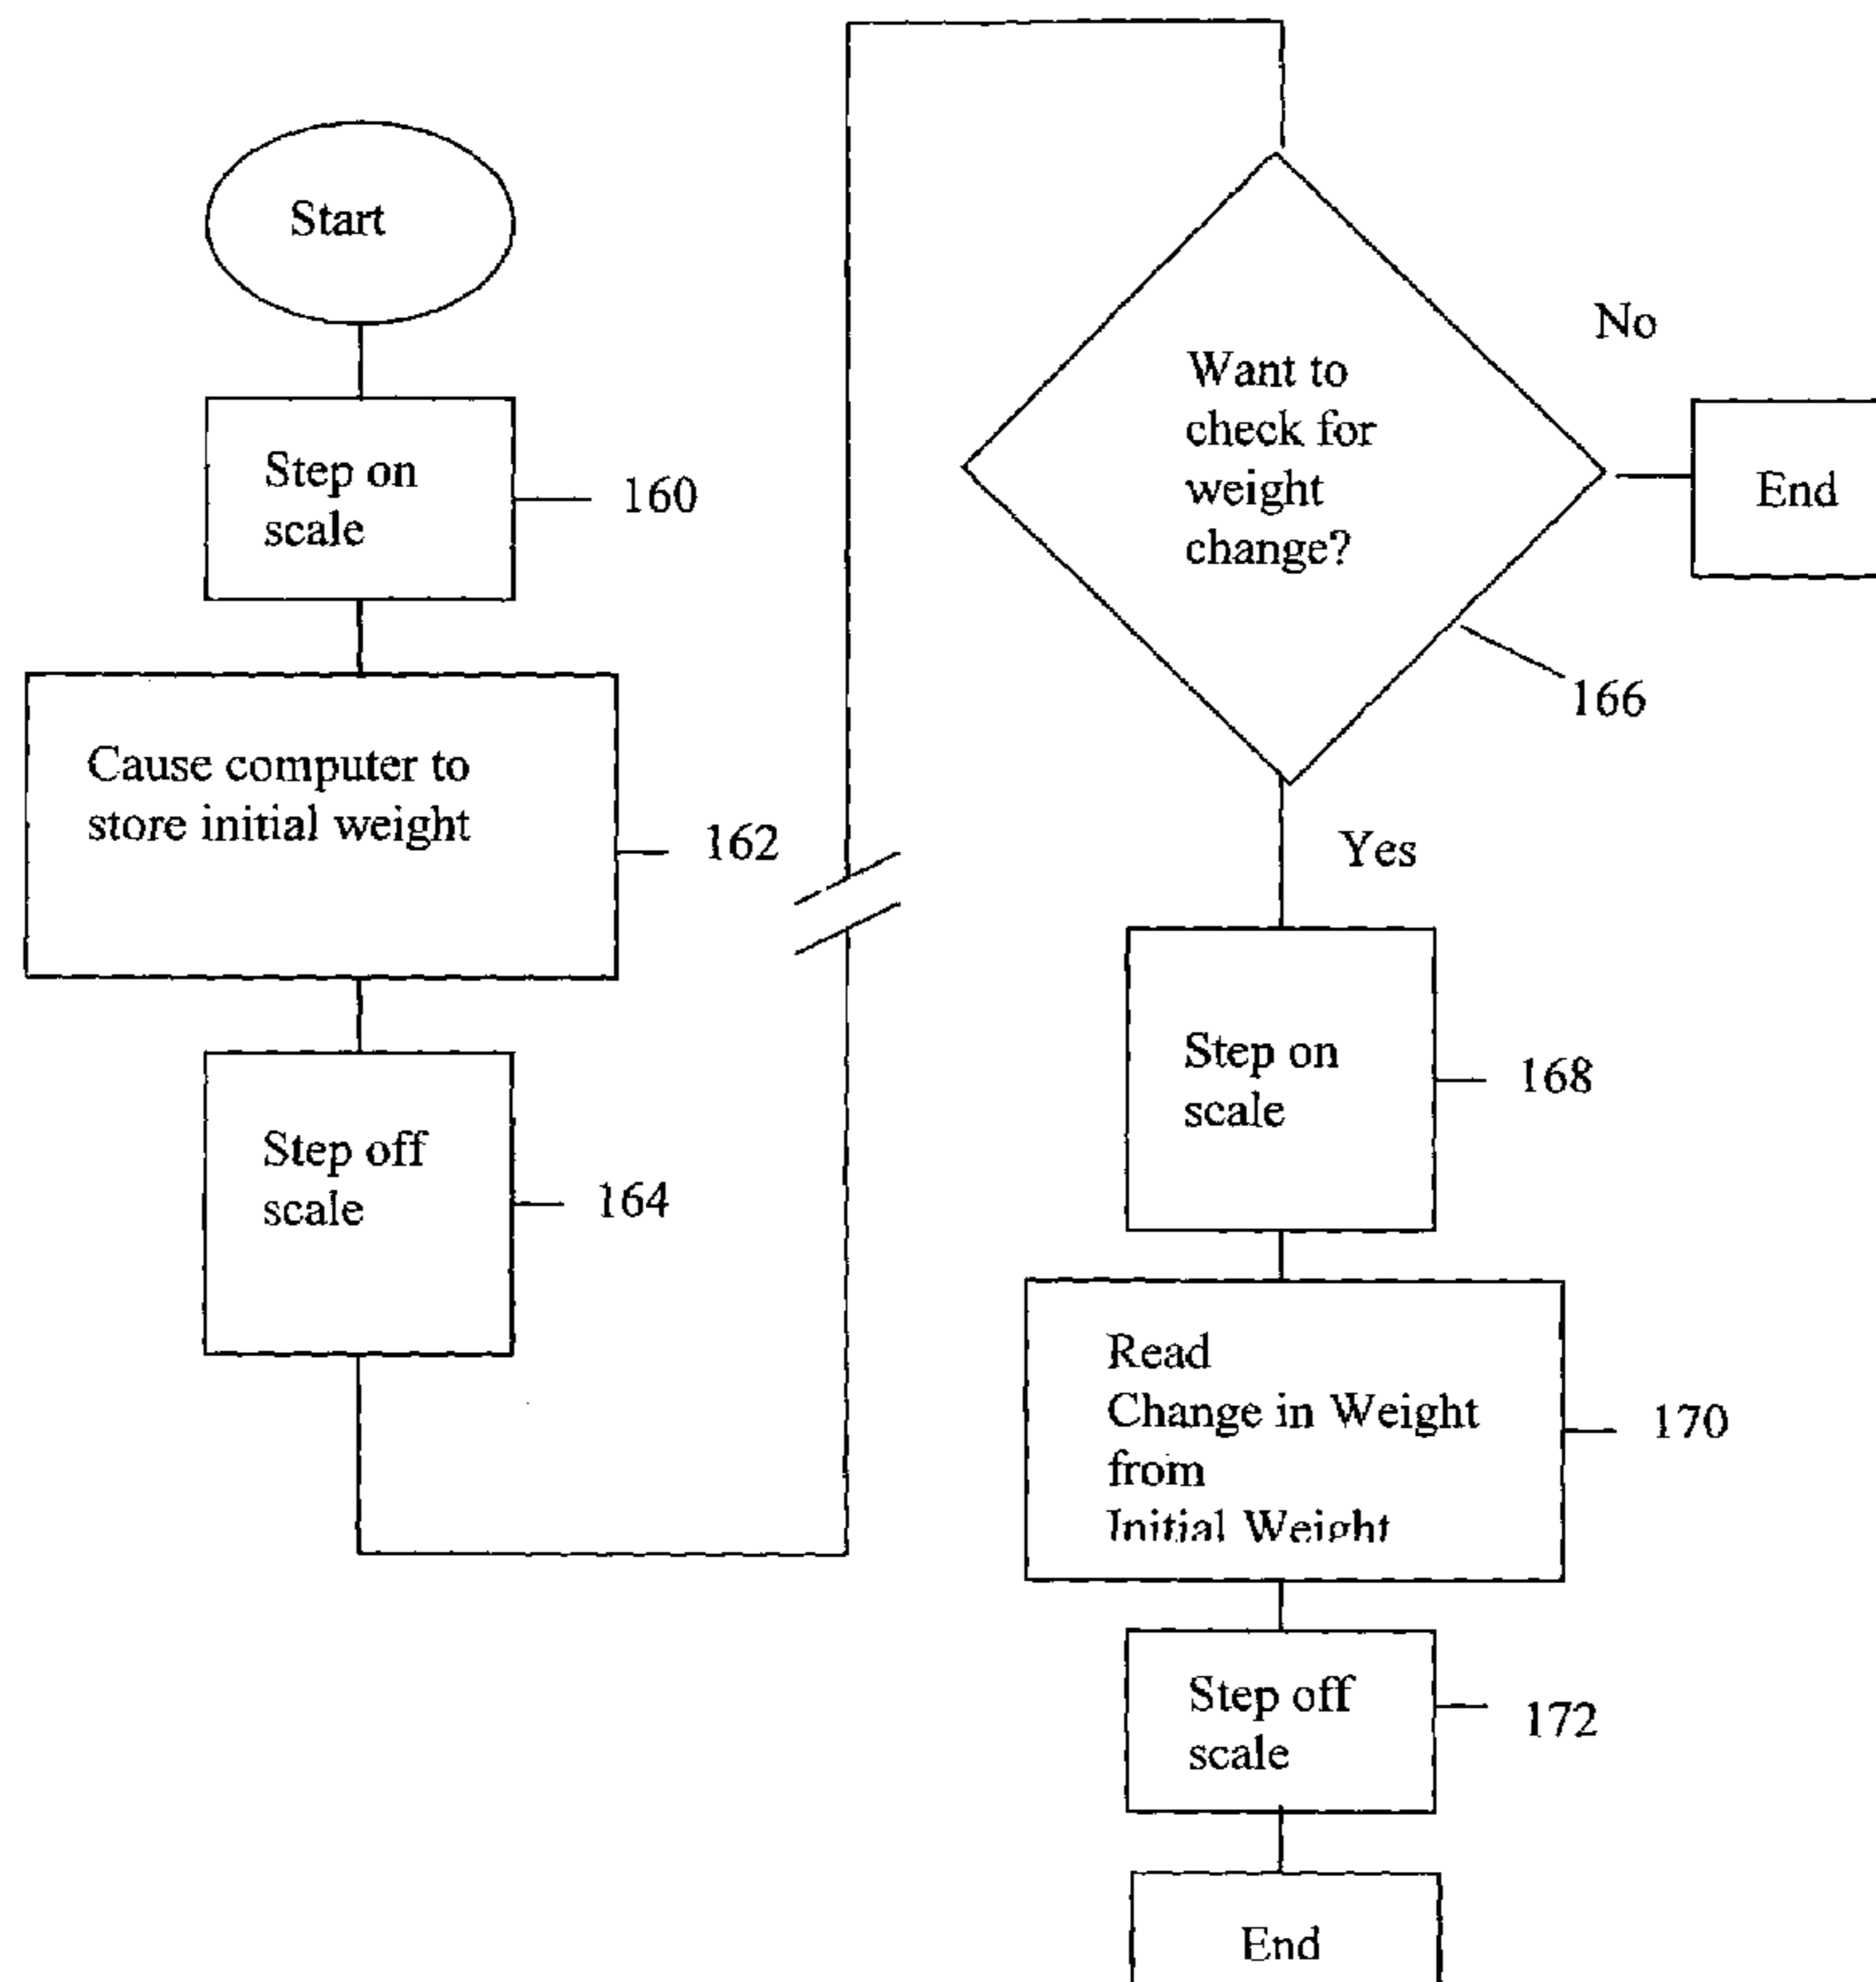 Start
Step on
scale
160
Cause computer to
store initial weight
162
Step off
scale
164
Want to
check for
weight
change?
No
End
166
Yes
Step on
scale
168
Read
Change in Weight
from
Initial Weight
170
Step off
scale
172
End